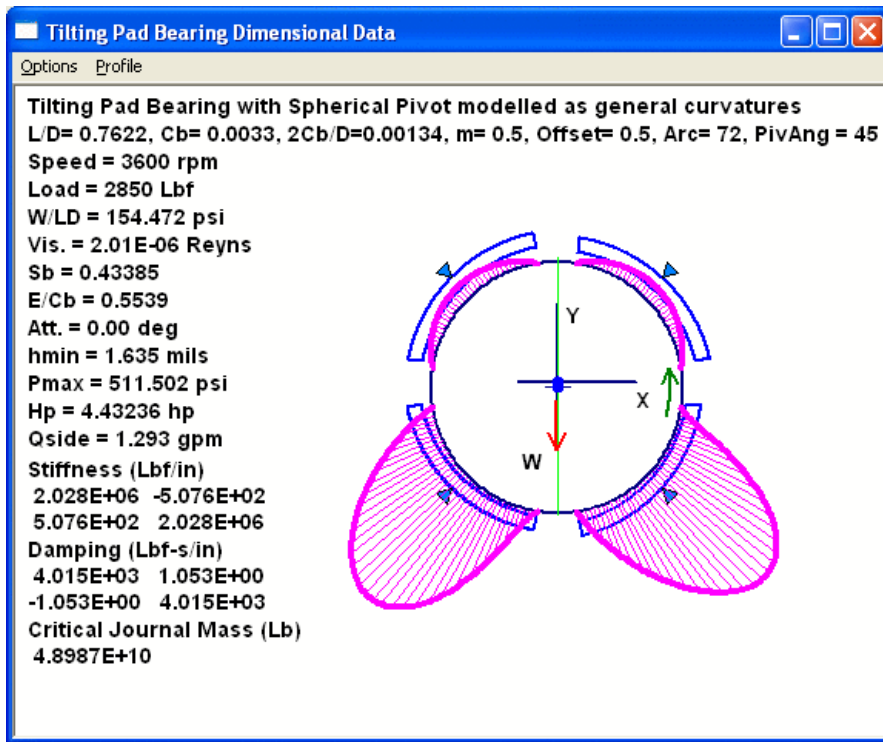 Tilting Pad Bearing Dimensional Data
Options Profile
Tilting Pad Bearing with Spherical Pivot modelled as general curvatures
L/D= 0.7622, Cb= 0.0033, 2Cb/D=0.00134, m= 0.5, Offset= 0.5, Arc= 72, PivAng = 45
Speed = 3600 rpm
Load = 2850 Lbf
W/LD = 154.472 psi
Vis. = 2.01E-06 Reyns
Sb = 0.43385
E/Cb = 0.5539
Att. = 0.00 deg
hmin = 1.635 mils
Pmax = 511.502 psi
Hp = 4.43236 hp
Qside = 1.293 gpm
Stiffness (Lbf/in)
2.028E+06 -5.076E+02
5.076E+02 2.028E+06
Damping (Lbf-s/in)
4.015E+03 1.053E+00
-1.053E+00 4.015E+03
Critical Journal Mass (Lb)
4.8987E+10
Y
X
W